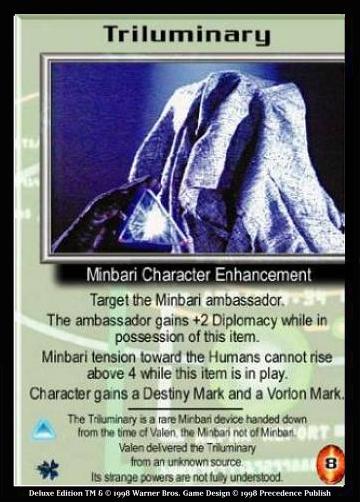 Triluminary
Minbari Character Enhancement
Target the Minbari ambassador.
The ambassador gains +2 Diplomacy while in
possession of this item.
Minbari tension toward the Humans cannot rise
above 4 while this item is in play.
Character gains a Destiny Mark and a Vorlon Mark.
The Triluminary is a rare Minbari device handed down
from the time of Valen, the Minbari not of Minbari.
Valen delivered the Triluminary
from an unknown source.
Its strange powers are not fully understood.
8
Deluxe Edition TM & © 1998 Warner Bros. Game Design © 1998 Precedence Publish